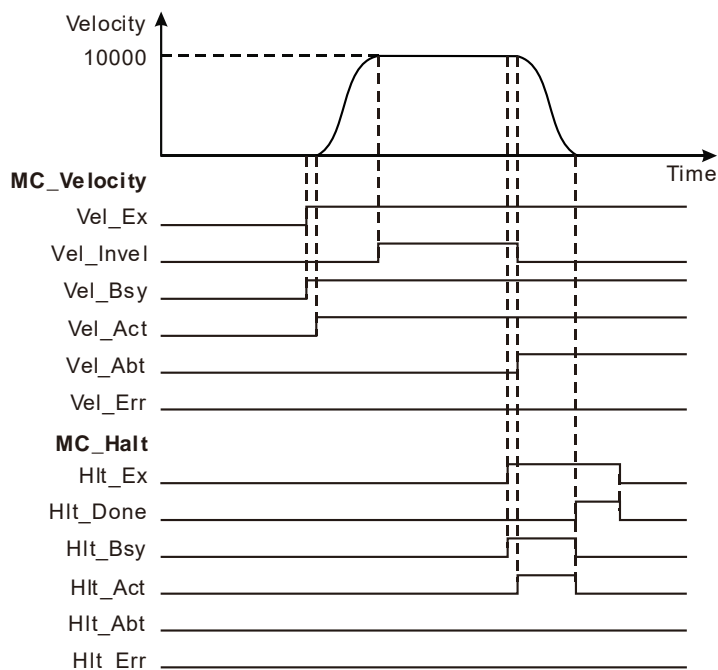 Velocity
10000
Time
MC_Velocity
Vel_Ex
Vel_Invel
Vel_Bsy
Vel_Act
Vel_Abt
Vel_Err
MC_Halt
Hlt_Ex
Hlt_Done
Hlt_Bsy
Hlt_Act
Hlt_Abt
Hlt_Err